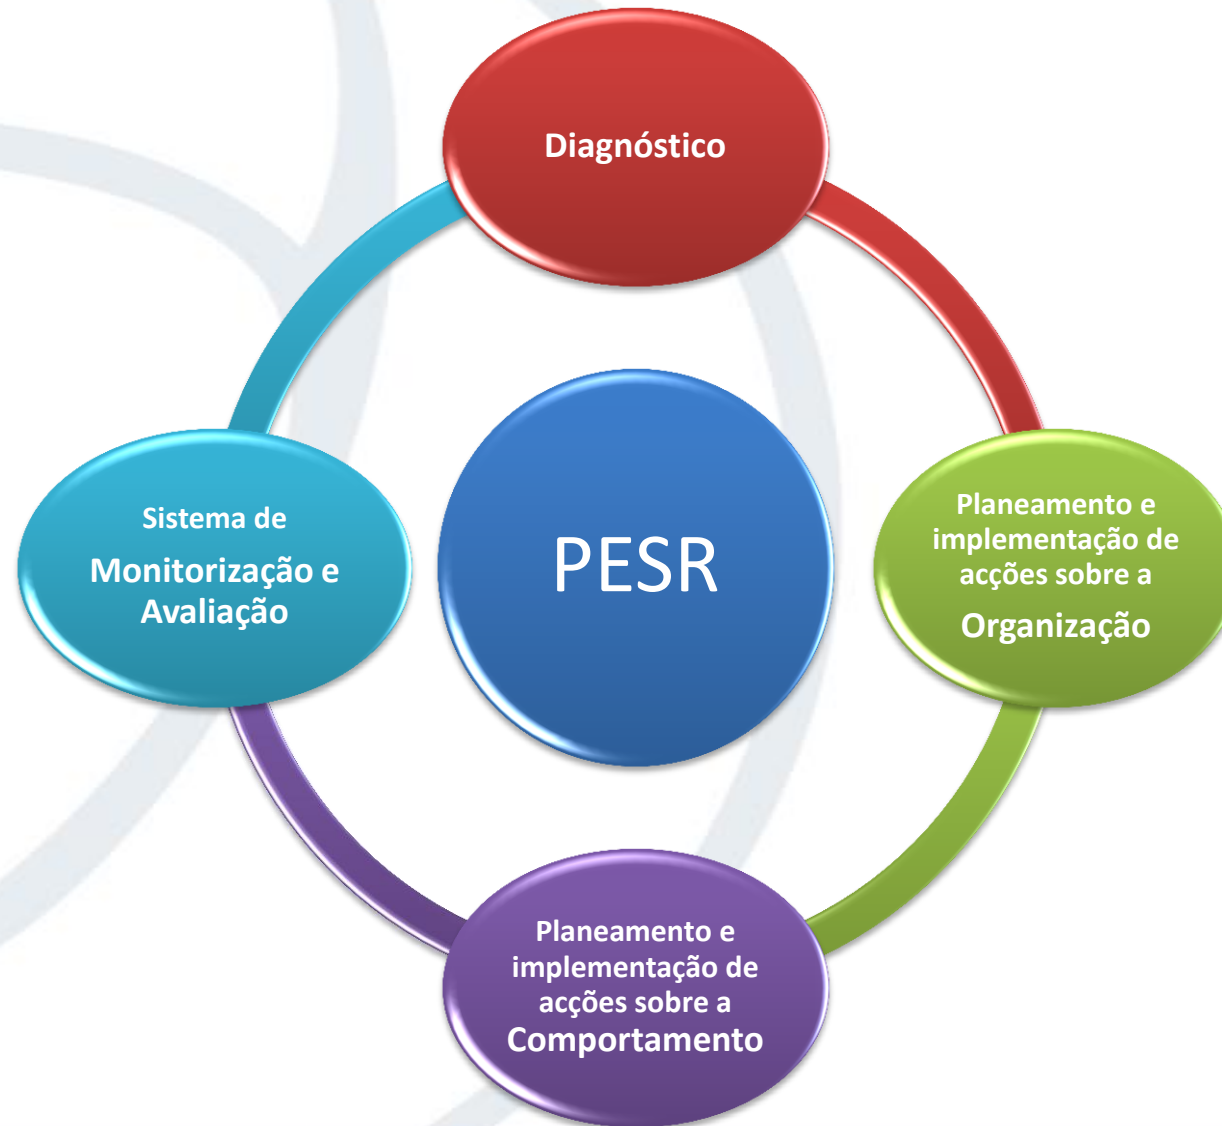 Diagnóstico
Planeamento e
implementação de
acções sobre a
Organização
Planeamento e
implementação de
acções sobre a
Comportamento
Sistema de
Monitorização e
Avaliação
PESR